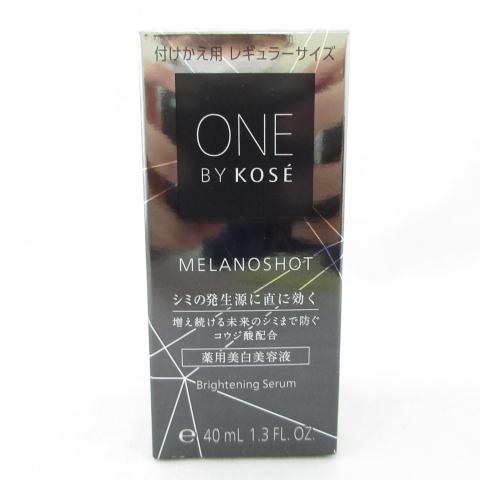 付けかえ用 レギュラーサイズ
ONE
BY KOSÉ
MELANOSHOT
シミの発生源に直に効く
増え続ける未来のシミまで防ぐ
コウジ酸配合
薬用美白美容液
Brightening Serum
℮ 40 mL 1.3 FL. OZ.